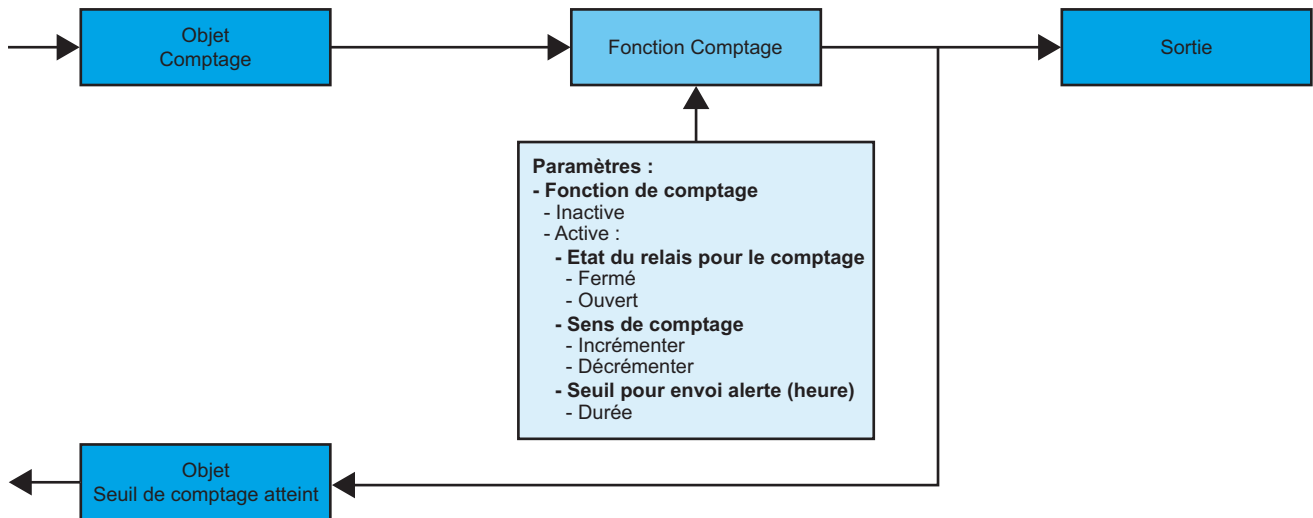 Objet
Comptage
Fonction Comptage
Sortie
Paramètres :
- Fonction de comptage
- Inactive
- Active :
- Etat du relais pour le comptage
- Fermé
- Ouvert
- Sens de comptage
- Incrémenter
- Décrémenter
- Seuil pour envoi alerte (heure)
- Durée
Objet
Seuil de comptage atteint